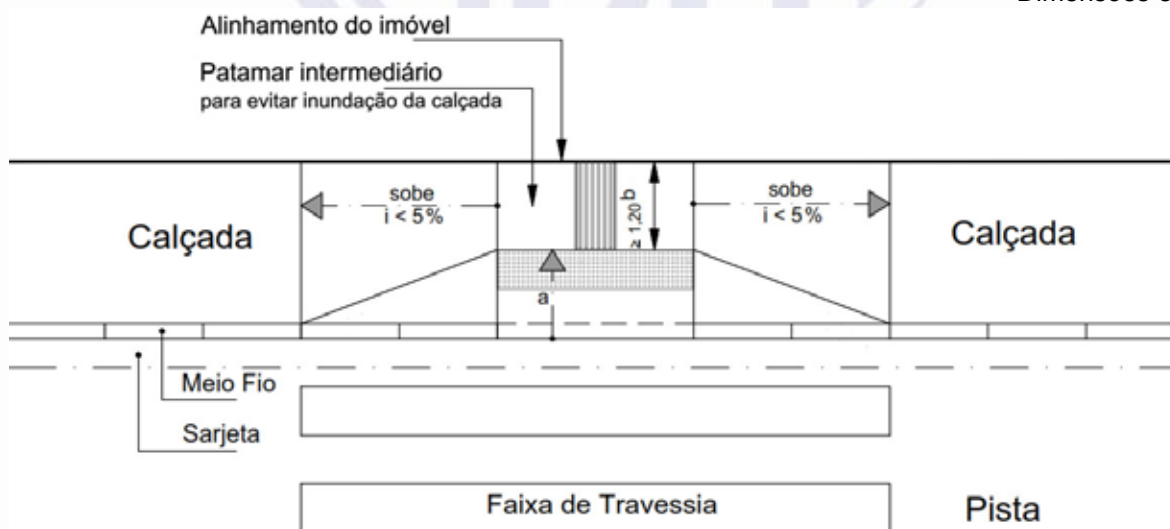 Alinhamento do imóvel
Patamar intermediário
para evitar inundação da calçada
sobe
i < 5%
≥ 1,20
b
sobe
i < 5%
Calçada
Calçada
a
Meio Fio
Sarjeta
Faixa de Travessia
Pista